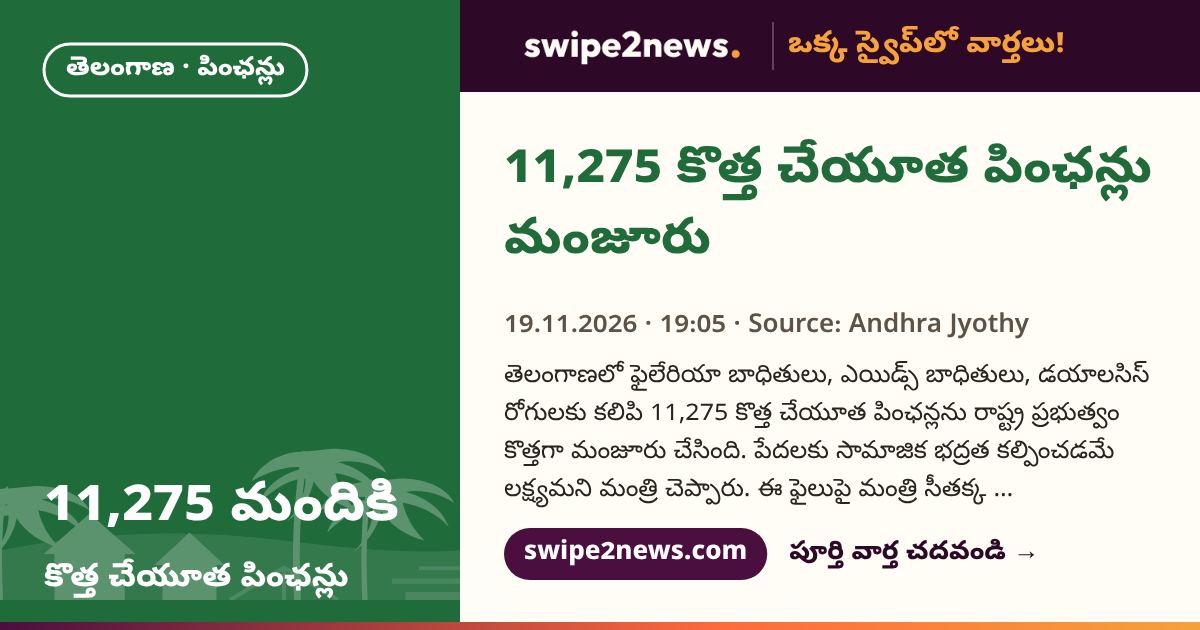 తెలంగాణ · పింఛన్లు
11,275 మందికి
కొత్త చేయూత పింఛన్లు
swipe2news.
ఒక్క స్వైప్‌లో వార్తలు!
11,275 కొత్త చేయూత పింఛన్లు
మంజూరు
19.11.2026 · 19:05 · Source: Andhra Jyothy
తెలంగాణలో ఫైలేరియా బాధితులు, ఎయిడ్స్ బాధితులు, డయాలసిస్
రోగులకు కలిపి 11,275 కొత్త చేయూత పింఛన్లను రాష్ట్ర ప్రభుత్వం
కొత్తగా మంజూరు చేసింది. పేదలకు సామాజిక భద్రత కల్పించడమే
లక్ష్యమని మంత్రి చెప్పారు. ఈ ఫైలుపై మంత్రి సీతక్క ...
swipe2news.com
పూర్తి వార్త చదవండి →